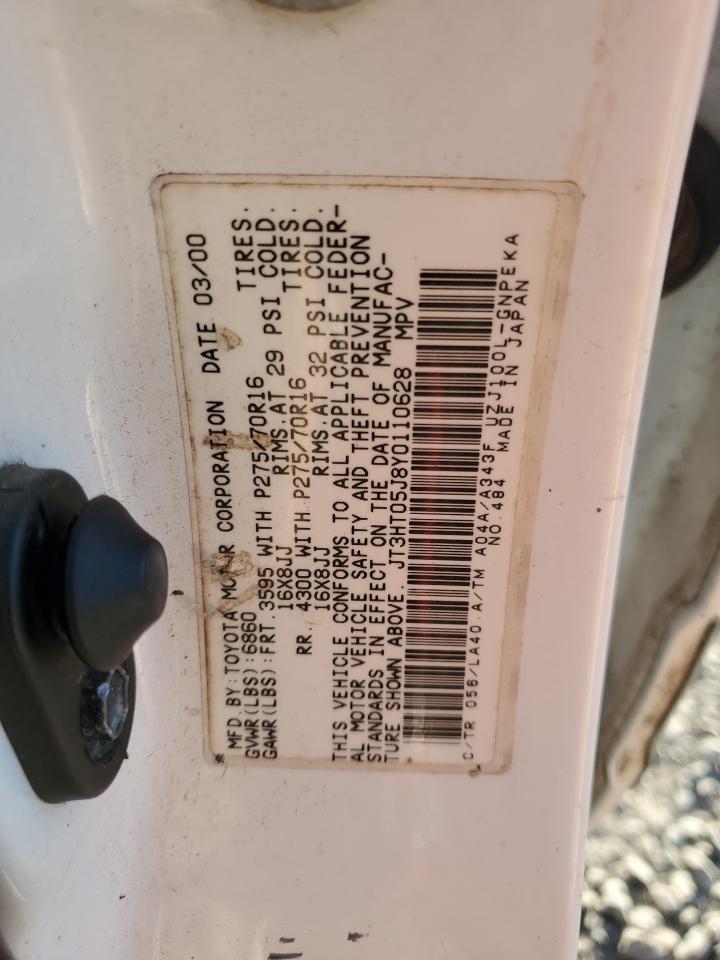 MFD.BY:TOYOTA MOTOR CORPORATION DATE 03/00
GVWR(LBS):6860
GAWR(LBS):FRT.3595 WITH P275/70R16 TIRES.
16X8JJ RIMS.AT 29 PSI COLD.
RR. 4300 WITH P275/70R16 TIRES.
16X8JJ RIMS.AT 32 PSI COLD.
THIS VEHICLE CONFORMS TO ALL APPLICABLE FEDER-
AL MOTOR VEHICLE SAFETY AND THEFT PREVENTION
STANDARDS IN EFFECT ON THE DATE OF MANUFAC-
TURE SHOWN ABOVE. JT3HT05J8Y0110628 MPV
C/TR 056/LA40.A/TM A04A/A343F UZJ100L-GNPEKA
NO.484 MADE IN JAPAN